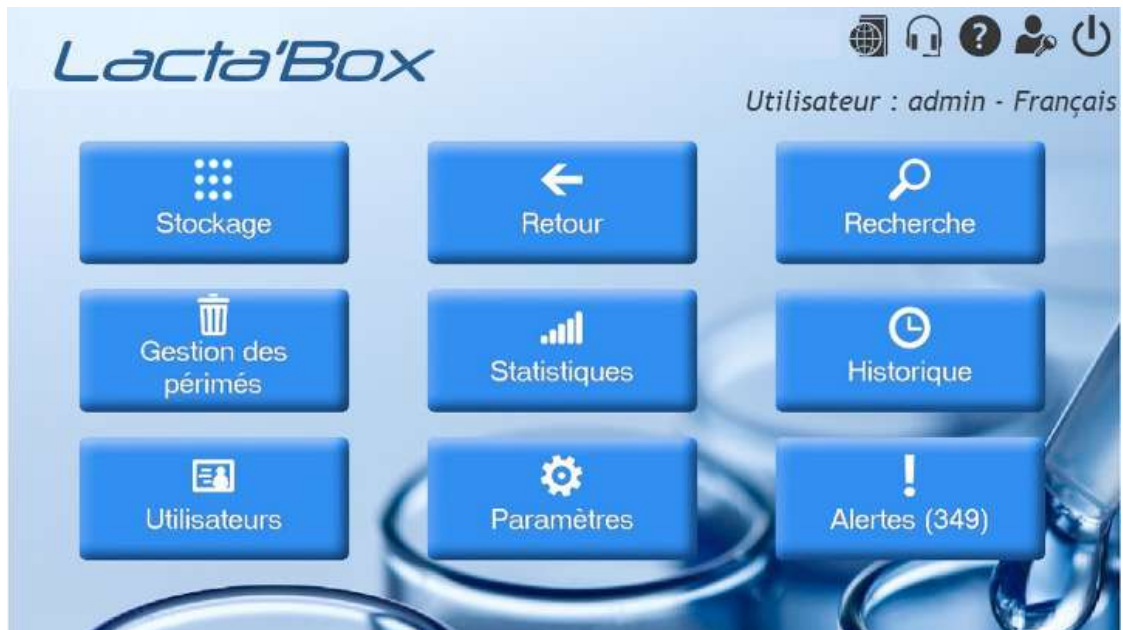 Lacta'Box
?
Utilisateur : admin - Français
Stockage
Retour
Recherche
Gestion des
périmés
Statistiques
Historique
Utilisateurs
Paramètres
!
Alertes (349)